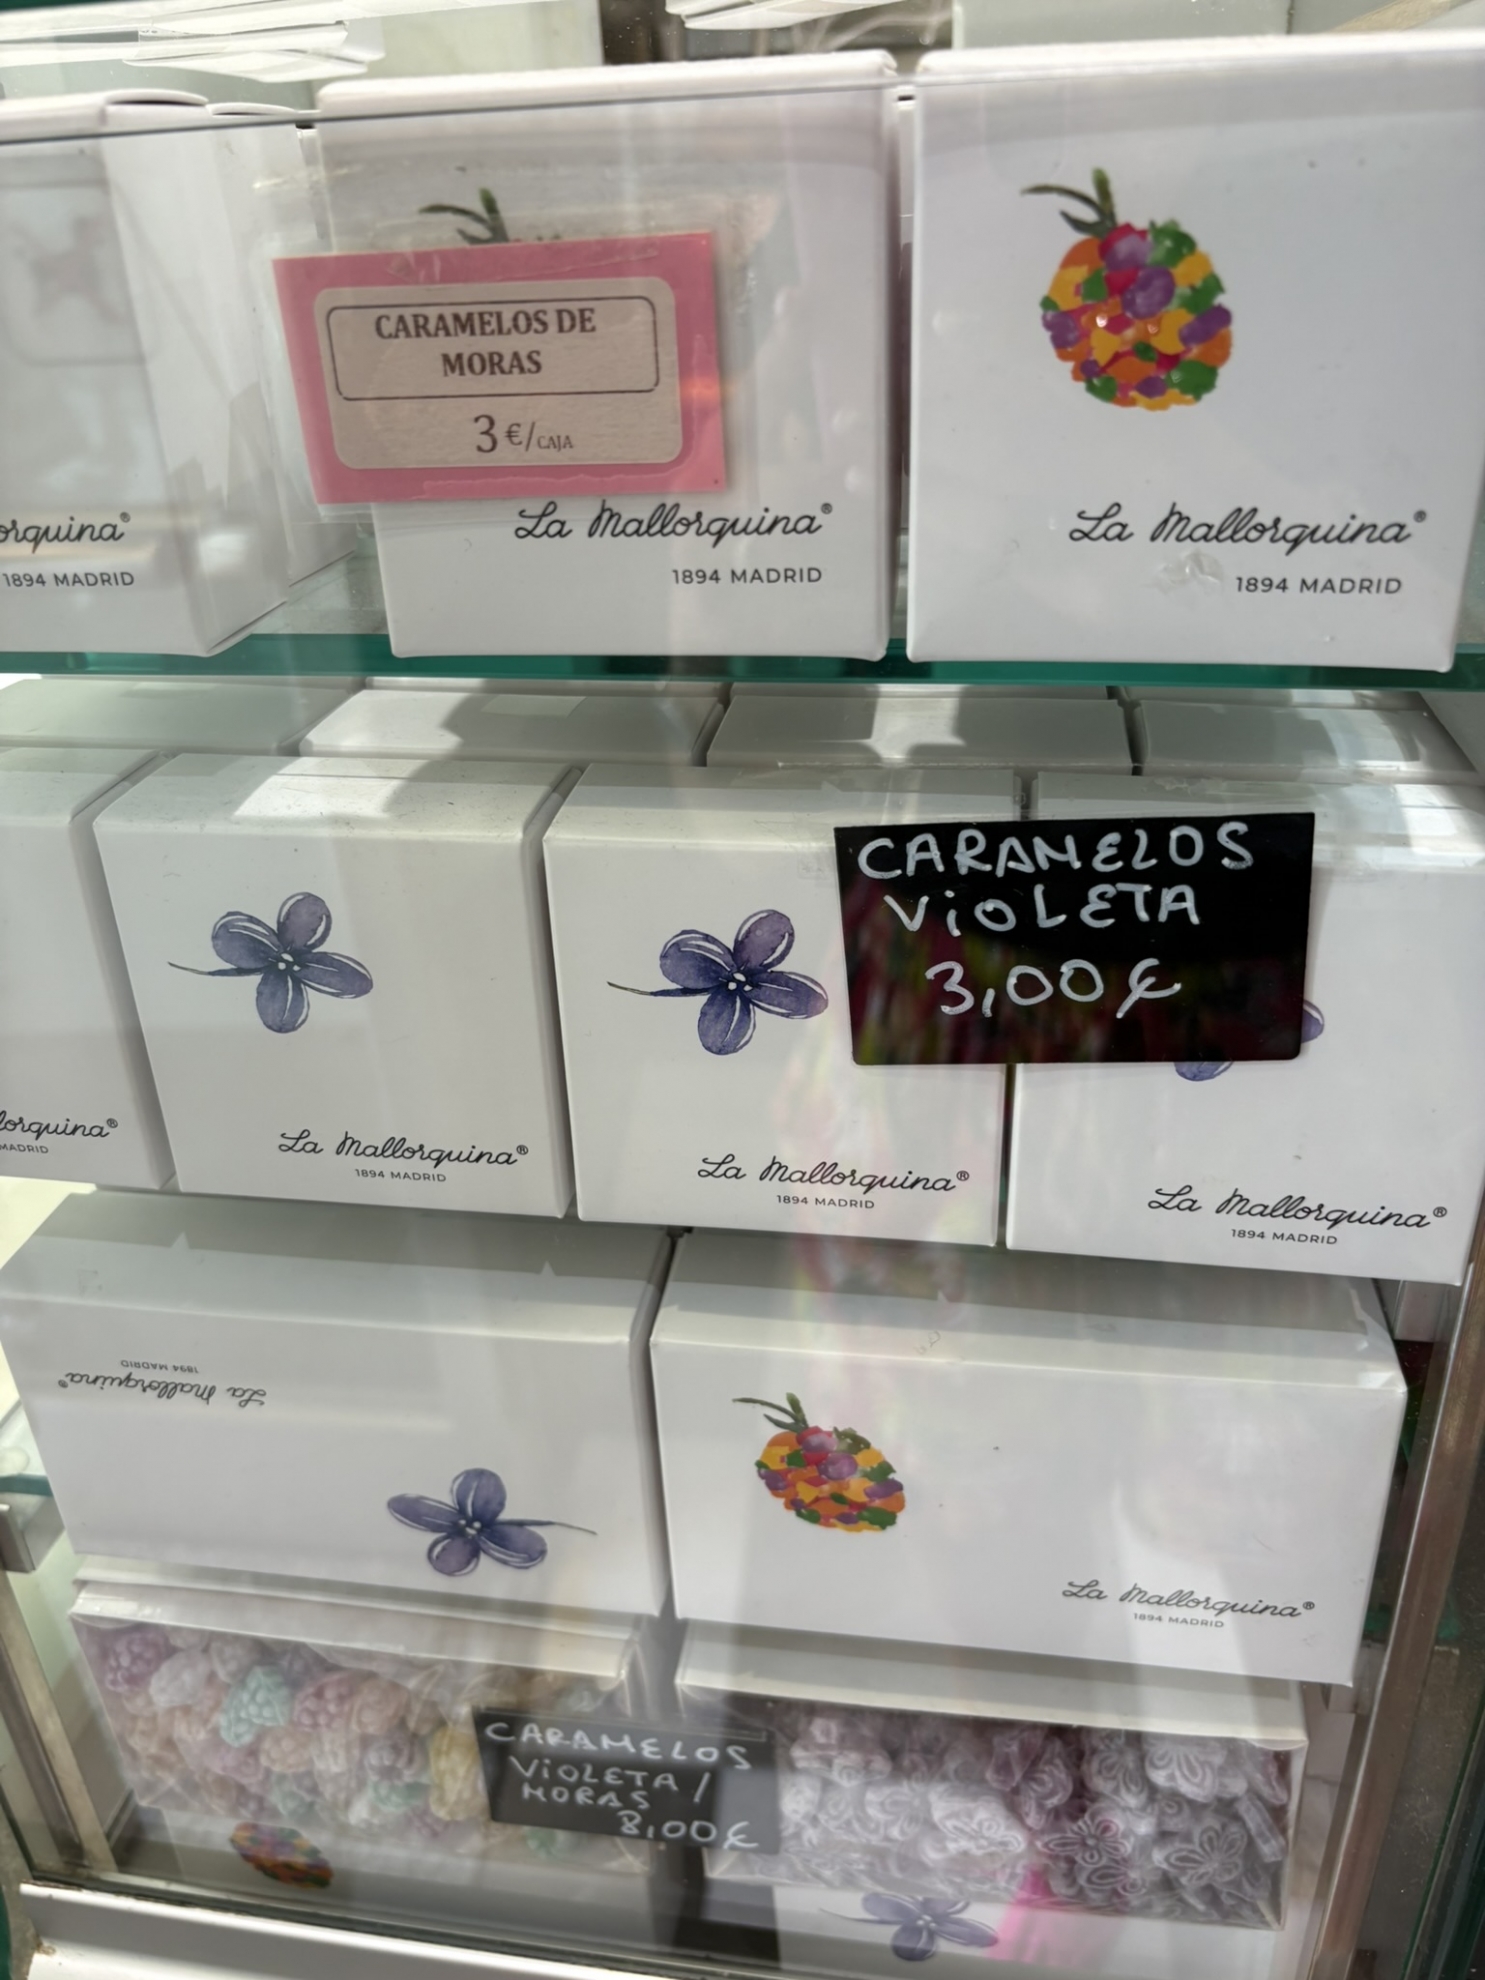 CARAMELOS DE
MORAS
3 €/CAJA
orquina®
1894 MADRID
La Mallorquina®
1894 MADRID
La Mallorquina®
1894 MADRID
CARAMELOS
VIOLETA
3,00€
lorquina®
MADRID
La Mallorquina®
1894 MADRID
La Mallorquina®
1894 MADRID
La Mallorquina®
1894 MADRID
La Mallorquina®
1894 MADRID
La Mallorquina®
1894 MADRID
CARAMELOS
VIOLETA /
MORAS
8,00€